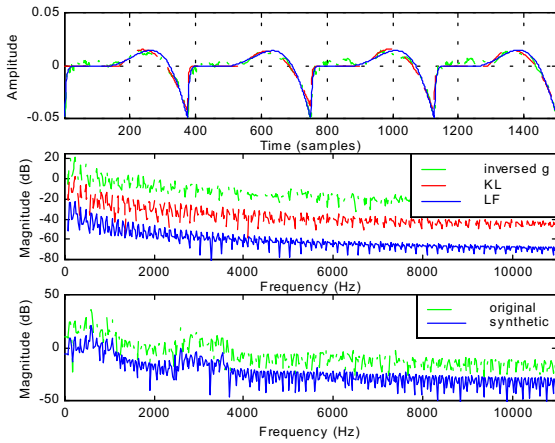 0.05
0
-0.05
Amplitude
200 400 600 800 1000 1200 1400
Time (samples)
20
0
-20
-40
-60
-80
Magnitude (dB)
inversed g
KL
LF
0 2000 4000 6000 8000 10000
Frequency (Hz)
50
0
-50
Magnitude (dB)
original
synthetic
0 2000 4000 6000 8000 10000
Frequency (Hz)